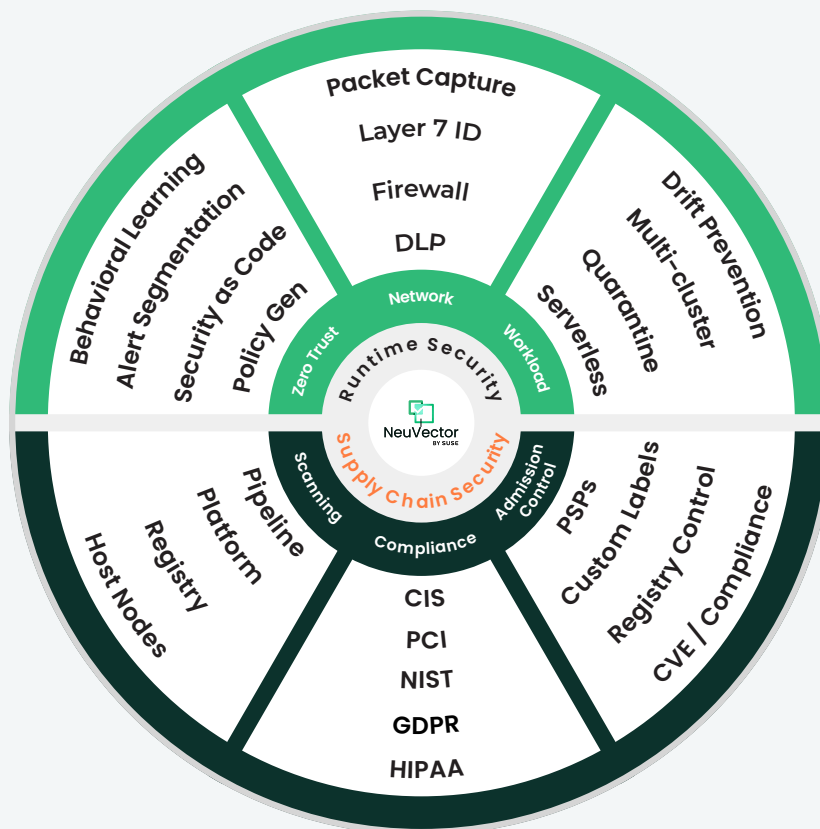 Packet Capture
Layer 7 ID
Firewall
DLP
Network
Behavioral Learning
Alert Segmentation
Security as Code
Policy Gen
Zero Trust
Drift Prevention
Multi-cluster
Quarantine
Serverless
Workload
Runtime Security
NeuVector
BY SUSE
Supply Chain Security
Scanning
Pipeline
Platform
Registry
Host Nodes
Compliance
CIS
PCI
NIST
GDPR
HIPAA
Admission
Control
PSPs
Custom Labels
Registry Control
CVE / Compliance